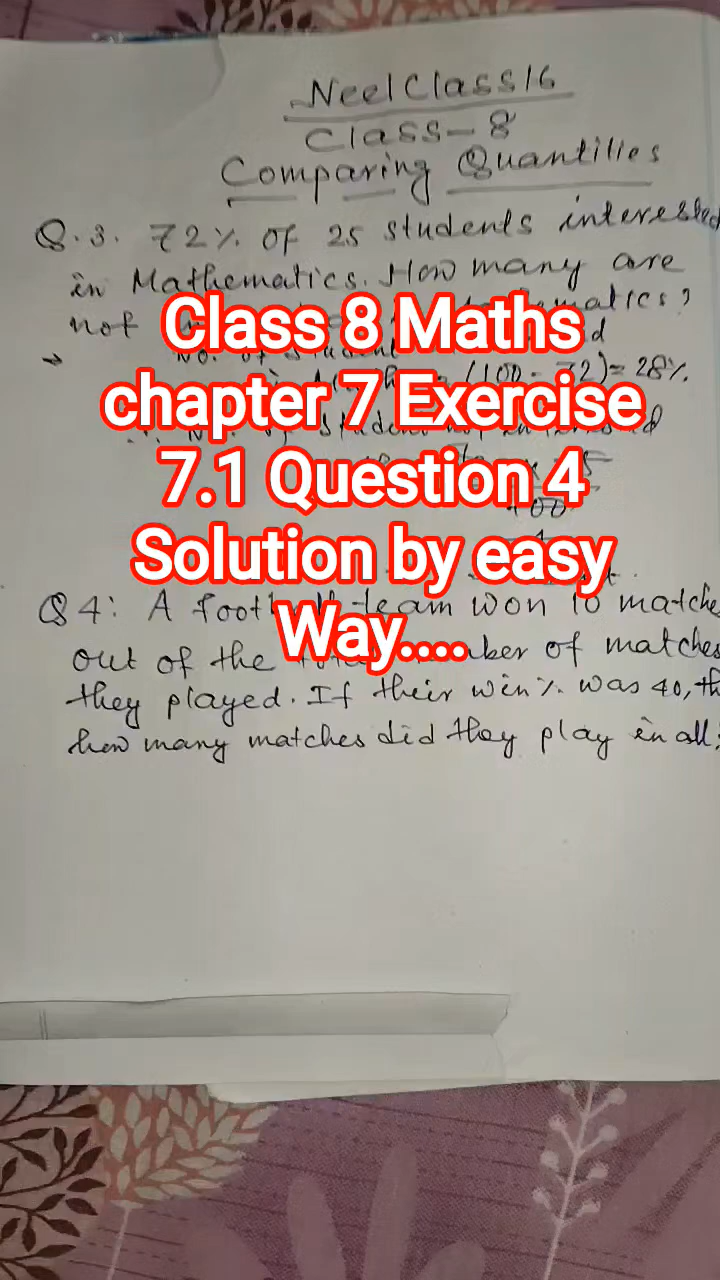 NeelClass16
Class-8
Comparing Quantities
Q.3. 72% of 25 students interested
in Mathematics. How many are
not
Class 8 Maths
(100-72)= 28%.
chapter 7 Exercise
7.1 Question 4
100
Solution by easy
Way....
Q4: A team won 10 matche
out of the of matches
they played. If their win % was 40, th
how many matches did they play in all?